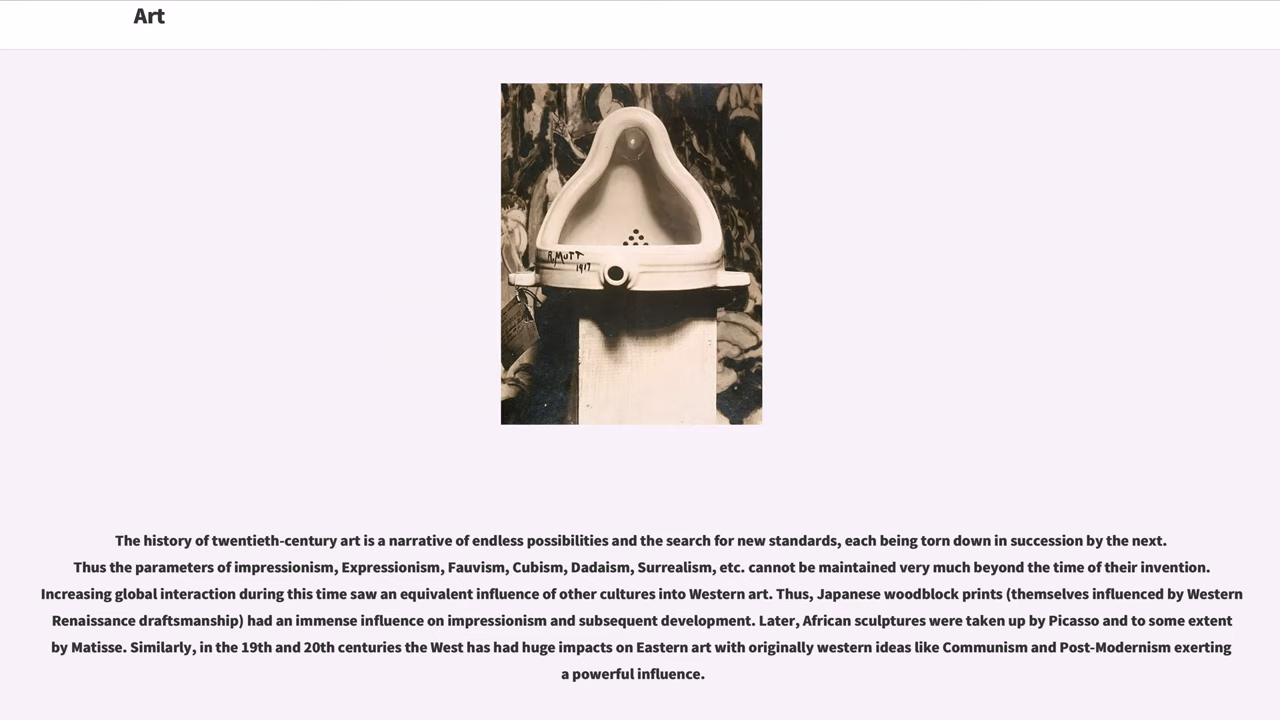 Art
R. MUTT
1917
The history of twentieth-century art is a narrative of endless possibilities and the search for new standards, each being torn down in succession by the next.
Thus the parameters of impressionism, Expressionism, Fauvism, Cubism, Dadaism, Surrealism, etc. cannot be maintained very much beyond the time of their invention.
Increasing global interaction during this time saw an equivalent influence of other cultures into Western art. Thus, Japanese woodblock prints (themselves influenced by Western
Renaissance draftsmanship) had an immense influence on impressionism and subsequent development. Later, African sculptures were taken up by Picasso and to some extent
by Matisse. Similarly, in the 19th and 20th centuries the West has had huge impacts on Eastern art with originally western ideas like Communism and Post-Modernism exerting
a powerful influence.